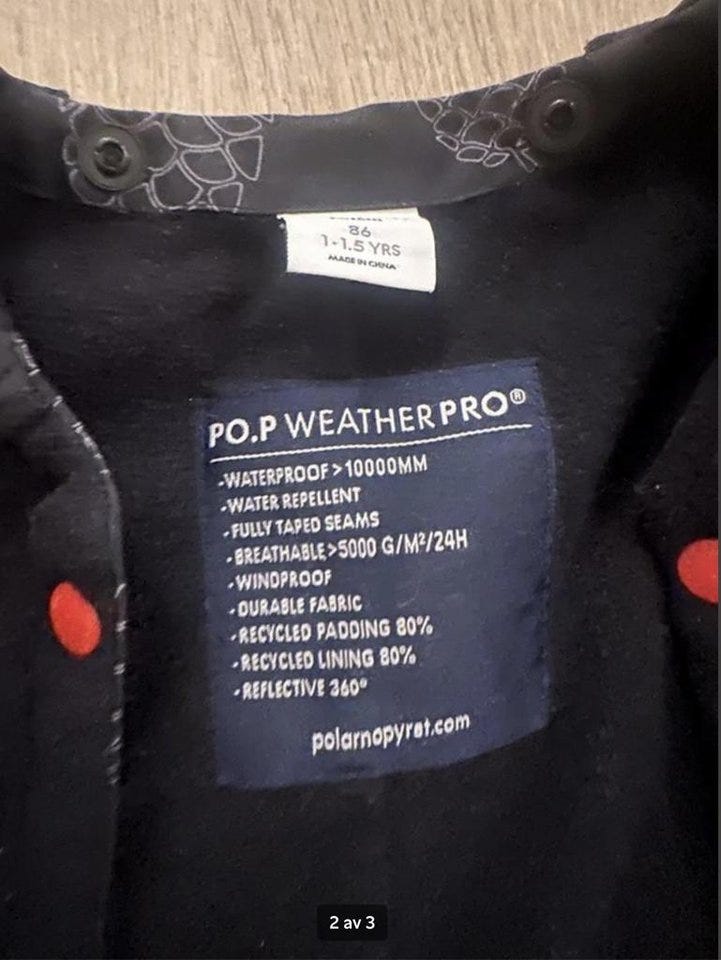 86
1-1.5 YRS
MADE IN CHINA
PO.P WEATHERPRO®
-WATERPROOF >10000MM
-WATER REPELLENT
-FULLY TAPED SEAMS
-BREATHABLE>5000 G/M²/24H
-WINDPROOF
-DURABLE FABRIC
-RECYCLED PADDING 80%
-RECYCLED LINING 80%
-REFLECTIVE 360°
polarnopyret.com
2 av 3